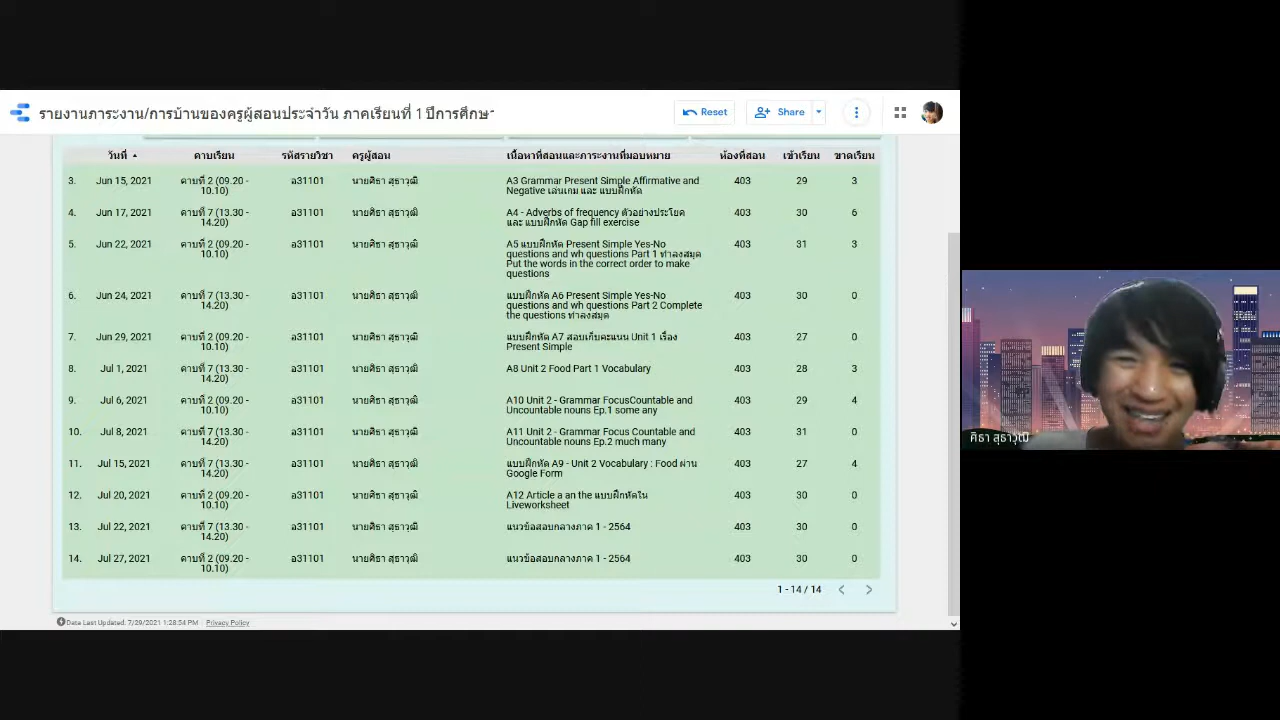 รายงานภาระงาน/การบ้านของครูผู้สอนประจำวัน ภาคเรียนที่ 1 ปีการศึกษา
Reset
Share
วันที่ คาบเรียน รหัสรายวิชา ครูผู้สอน เนื้อหาที่สอนและภาระงานที่มอบหมาย ห้องที่สอน เข้าเรียน ขาดเรียน
3. Jun 15, 2021 คาบที่ 2 (09.20 - อ31101 นายศิธา สุธาวุฒิ A3 Grammar Present Simple Affirmative and 403 29 3
10.10) Negative เล่นเกม และ แบบฝึกหัด
4. Jun 17, 2021 คาบที่ 7 (13.30 - อ31101 นายศิธา สุธาวุฒิ A4 - Adverbs of frequency ตัวอย่างประโยค 403 30 6
14.20) และ แบบฝึกหัด Gap fill exercise
5. Jun 22, 2021 คาบที่ 2 (09.20 - อ31101 นายศิธา สุธาวุฒิ A5 แบบฝึกหัด Present Simple Yes-No 403 31 3
10.10) questions and wh questions Part 1 ทำลงสมุด
Put the words in the correct order to make
questions
6. Jun 24, 2021 คาบที่ 7 (13.30 - อ31101 นายศิธา สุธาวุฒิ แบบฝึกหัด A6 Present Simple Yes-No 403 30 0
14.20) questions and wh questions Part 2 Complete
the questions ทำลงสมุด
7. Jun 29, 2021 คาบที่ 2 (09.20 - อ31101 นายศิธา สุธาวุฒิ แบบฝึกหัด A7 สอบเก็บคะแนน Unit 1 เรื่อง 403 27 0
10.10) Present Simple
8. Jul 1, 2021 คาบที่ 7 (13.30 - อ31101 นายศิธา สุธาวุฒิ A8 Unit 2 Food Part 1 Vocabulary 403 28 3
14.20)
9. Jul 6, 2021 คาบที่ 2 (09.20 - อ31101 นายศิธา สุธาวุฒิ A10 Unit 2 - Grammar FocusCountable and 403 29 4
10.10) Uncountable nouns Ep.1 some any
10. Jul 8, 2021 คาบที่ 7 (13.30 - อ31101 นายศิธา สุธาวุฒิ A11 Unit 2 - Grammar Focus Countable and 403 31 0
14.20) Uncountable nouns Ep.2 much many
11. Jul 15, 2021 คาบที่ 7 (13.30 - อ31101 นายศิธา สุธาวุฒิ แบบฝึกหัด A9 - Unit 2 Vocabulary : Food ผ่าน 403 27 4
14.20) Google Form
12. Jul 20, 2021 คาบที่ 2 (09.20 - อ31101 นายศิธา สุธาวุฒิ A12 Article a an the แบบฝึกหัดใน 403 30 0
10.10) Liveworksheet
13. Jul 22, 2021 คาบที่ 7 (13.30 - อ31101 นายศิธา สุธาวุฒิ แนวข้อสอบกลางภาค 1 - 2564 403 30 0
14.20)
14. Jul 27, 2021 คาบที่ 2 (09.20 - อ31101 นายศิธา สุธาวุฒิ แนวข้อสอบกลางภาค 1 - 2564 403 30 0
10.10)
1 - 14 / 14
Data Last Updated: 7/29/2021 1:28:54 PM Privacy Policy
ศิธา สุธาวุฒิ